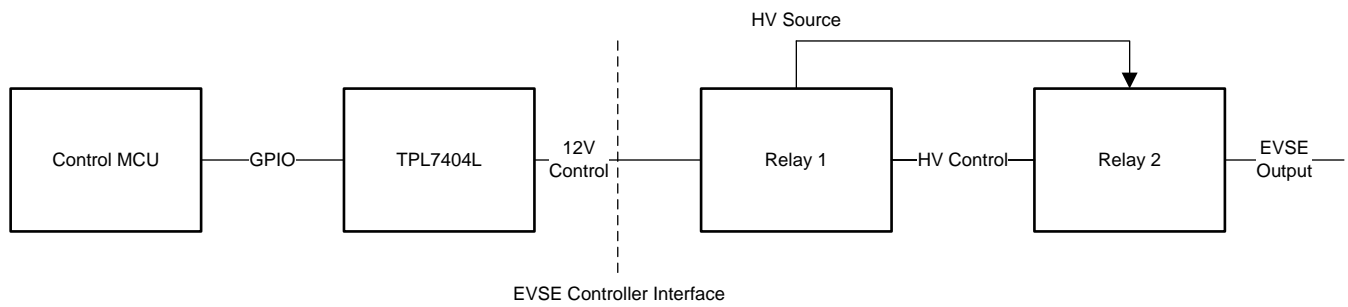 HV Source
Control MCU
GPIO
TPL7404L
12V
Control
Relay 1
HV Control
Relay 2
EVSE
Output
EVSE Controller Interface